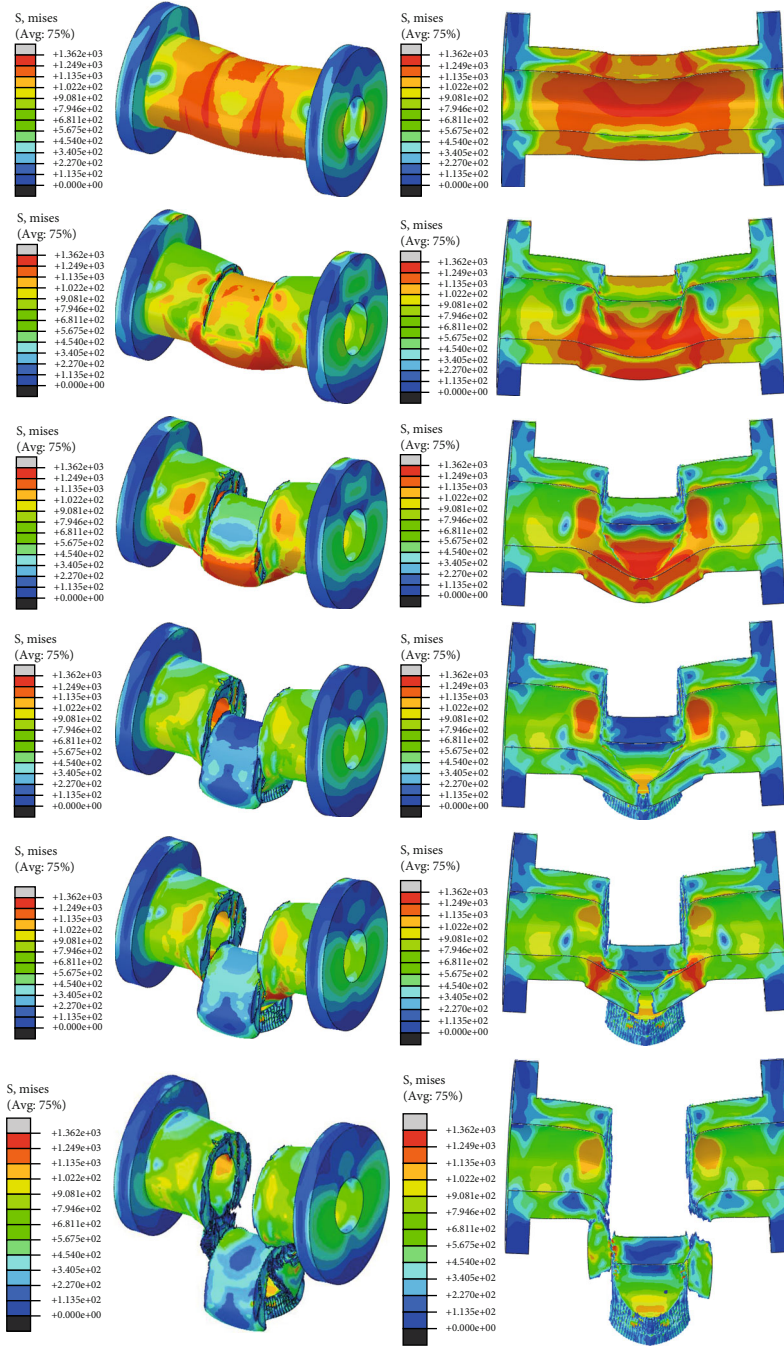 S, mises
(Avg: 75%)
+1.362e+03
+1.249e+03
+1.135e+03
+1.022e+03
+9.081e+02
+7.946e+02
+6.811e+02
+5.675e+02
+4.540e+02
+3.405e+02
+2.270e+02
+1.135e+02
+0.000e+00
S, mises
(Avg: 75%)
+1.362e+03
+1.249e+03
+1.135e+03
+1.022e+03
+9.081e+02
+7.946e+02
+6.811e+02
+5.675e+02
+4.540e+02
+3.405e+02
+2.270e+02
+1.135e+02
+0.000e+00
S, mises
(Avg: 75%)
+1.362e+03
+1.249e+03
+1.135e+03
+1.022e+03
+9.081e+02
+7.946e+02
+6.811e+02
+5.675e+02
+4.540e+02
+3.405e+02
+2.270e+02
+1.135e+02
+0.000e+00
S, mises
(Avg: 75%)
+1.362e+03
+1.249e+03
+1.135e+03
+1.022e+03
+9.081e+02
+7.946e+02
+6.811e+02
+5.675e+02
+4.540e+02
+3.405e+02
+2.270e+02
+1.135e+02
+0.000e+00
S, mises
(Avg: 75%)
+1.362e+03
+1.249e+03
+1.135e+03
+1.022e+03
+9.081e+02
+7.946e+02
+6.811e+02
+5.675e+02
+4.540e+02
+3.405e+02
+2.270e+02
+1.135e+02
+0.000e+00
S, mises
(Avg: 75%)
+1.362e+03
+1.249e+03
+1.135e+03
+1.022e+03
+9.081e+02
+7.946e+02
+6.811e+02
+5.675e+02
+4.540e+02
+3.405e+02
+2.270e+02
+1.135e+02
+0.000e+00
S, mises
(Avg: 75%)
+1.362e+03
+1.249e+03
+1.135e+03
+1.022e+03
+9.081e+02
+7.946e+02
+6.811e+02
+5.675e+02
+4.540e+02
+3.405e+02
+2.270e+02
+1.135e+02
+0.000e+00
S, mises
(Avg: 75%)
+1.362e+03
+1.249e+03
+1.135e+03
+1.022e+03
+9.081e+02
+7.946e+02
+6.811e+02
+5.675e+02
+4.540e+02
+3.405e+02
+2.270e+02
+1.135e+02
+0.000e+00
S, mises
(Avg: 75%)
+1.362e+03
+1.249e+03
+1.135e+03
+1.022e+03
+9.081e+02
+7.946e+02
+6.811e+02
+5.675e+02
+4.540e+02
+3.405e+02
+2.270e+02
+1.135e+02
+0.000e+00
S, mises
(Avg: 75%)
+1.362e+03
+1.249e+03
+1.135e+03
+1.022e+03
+9.081e+02
+7.946e+02
+6.811e+02
+5.675e+02
+4.540e+02
+3.405e+02
+2.270e+02
+1.135e+02
+0.000e+00
S, mises
(Avg: 75%)
+1.362e+03
+1.249e+03
+1.135e+03
+1.022e+03
+9.081e+02
+7.946e+02
+6.811e+02
+5.675e+02
+4.540e+02
+3.405e+02
+2.270e+02
+1.135e+02
+0.000e+00
S, mises
(Avg: 75%)
+1.362e+03
+1.249e+03
+1.135e+03
+1.022e+03
+9.081e+02
+7.946e+02
+6.811e+02
+5.675e+02
+4.540e+02
+3.405e+02
+2.270e+02
+1.135e+02
+0.000e+00